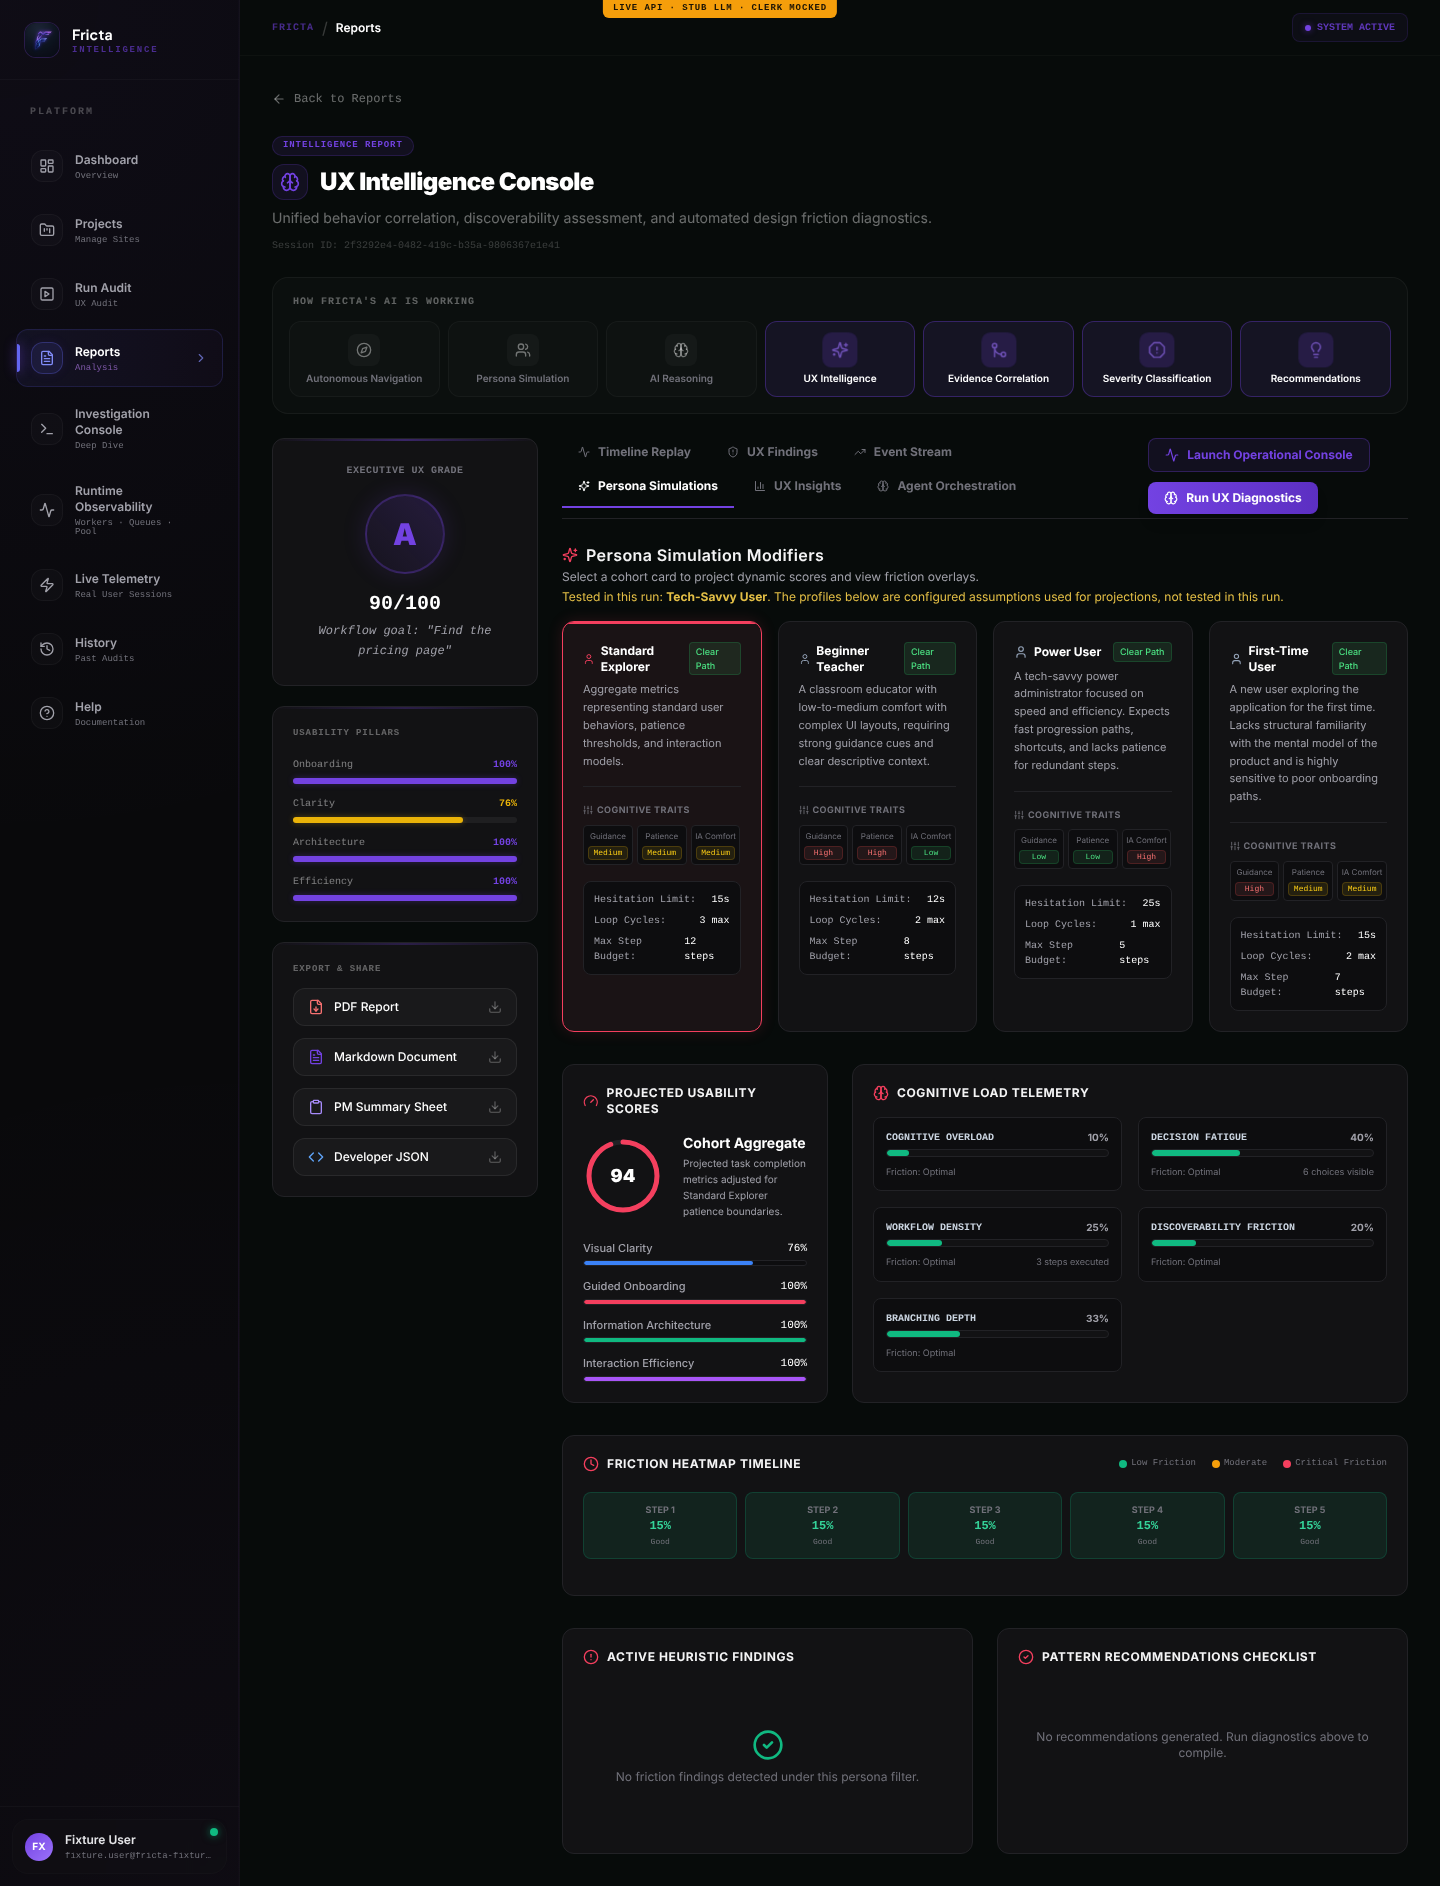 LIVE API · STUB LLM · CLERK MOCKED
Fricta
INTELLIGENCE
FRICTA / Reports
SYSTEM ACTIVE
PLATFORM
Dashboard
Overview
Projects
Manage Sites
Run Audit
UX Audit
Reports
Analysis
Investigation
Console
Deep Dive
Runtime
Observability
Workers · Queues ·
Pool
Live Telemetry
Real User Sessions
History
Past Audits
Help
Documentation
Fixture User
fixture.user@fricta-fixtur…
FX
Back to Reports
INTELLIGENCE REPORT
UX Intelligence Console
Unified behavior correlation, discoverability assessment, and automated design friction diagnostics.
Session ID: 2f3292e4-0482-419c-b35a-9806367e1e41
HOW FRICTA'S AI IS WORKING
Autonomous Navigation
Persona Simulation
AI Reasoning
UX Intelligence
Evidence Correlation
Severity Classification
Recommendations
EXECUTIVE UX GRADE
A
90/100
Workflow goal: "Find the
pricing page"
USABILITY PILLARS
Onboarding 100%
Clarity 76%
Architecture 100%
Efficiency 100%
EXPORT & SHARE
PDF Report
Markdown Document
PM Summary Sheet
Developer JSON
Timeline Replay
UX Findings
Event Stream
Persona Simulations
UX Insights
Agent Orchestration
Launch Operational Console
Run UX Diagnostics
Persona Simulation Modifiers
Select a cohort card to project dynamic scores and view friction overlays.
Tested in this run: Tech-Savvy User. The profiles below are configured assumptions used for projections, not tested in this run.
Standard
Explorer
Clear
Path
Aggregate metrics
representing standard user
behaviors, patience
thresholds, and interaction
models.
COGNITIVE TRAITS
Guidance Patience IA Comfort
Medium Medium Medium
Hesitation Limit: 15s
Loop Cycles: 3 max
Max Step 12
Budget: steps
Beginner
Teacher
Clear
Path
A classroom educator with
low-to-medium comfort with
complex UI layouts, requiring
strong guidance cues and
clear descriptive context.
COGNITIVE TRAITS
Guidance Patience IA Comfort
High High Low
Hesitation Limit: 12s
Loop Cycles: 2 max
Max Step 8
Budget: steps
Power User
Clear Path
A tech-savvy power
administrator focused on
speed and efficiency. Expects
fast progression paths,
shortcuts, and lacks patience
for redundant steps.
COGNITIVE TRAITS
Guidance Patience IA Comfort
Low Low High
Hesitation Limit: 25s
Loop Cycles: 1 max
Max Step 5
Budget: steps
First-Time
User
Clear
Path
A new user exploring the
application for the first time.
Lacks structural familiarity
with the mental model of the
product and is highly
sensitive to poor onboarding
paths.
COGNITIVE TRAITS
Guidance Patience IA Comfort
High Medium Medium
Hesitation Limit: 15s
Loop Cycles: 2 max
Max Step 7
Budget: steps
PROJECTED USABILITY
SCORES
94
Cohort Aggregate
Projected task completion
metrics adjusted for
Standard Explorer
patience boundaries.
Visual Clarity 76%
Guided Onboarding 100%
Information Architecture 100%
Interaction Efficiency 100%
COGNITIVE LOAD TELEMETRY
COGNITIVE OVERLOAD 10%
Friction: Optimal
DECISION FATIGUE 40%
Friction: Optimal 6 choices visible
WORKFLOW DENSITY 25%
Friction: Optimal 3 steps executed
DISCOVERABILITY FRICTION 20%
Friction: Optimal
BRANCHING DEPTH 33%
Friction: Optimal
FRICTION HEATMAP TIMELINE
Low Friction Moderate Critical Friction
STEP 1
15%
Good
STEP 2
15%
Good
STEP 3
15%
Good
STEP 4
15%
Good
STEP 5
15%
Good
ACTIVE HEURISTIC FINDINGS
No friction findings detected under this persona filter.
PATTERN RECOMMENDATIONS CHECKLIST
No recommendations generated. Run diagnostics above to
compile.